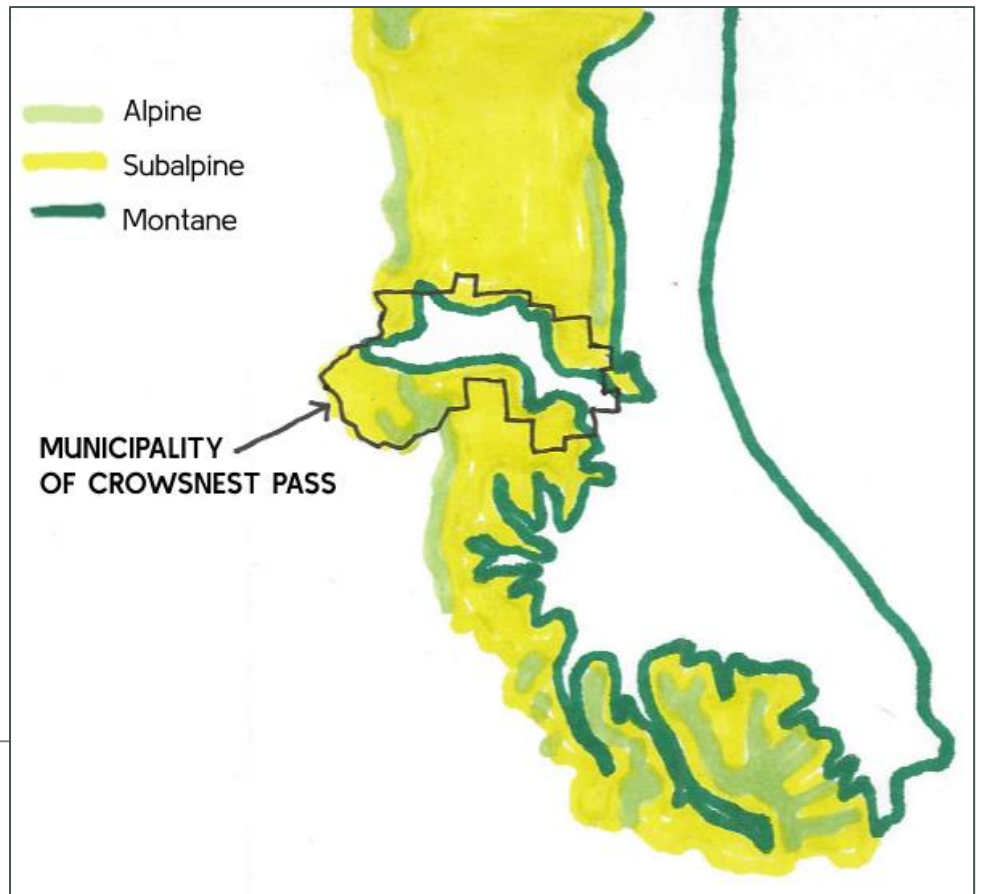 Alpine
Subalpine
Montane
MUNICIPALITY
OF CROWSNEST PASS